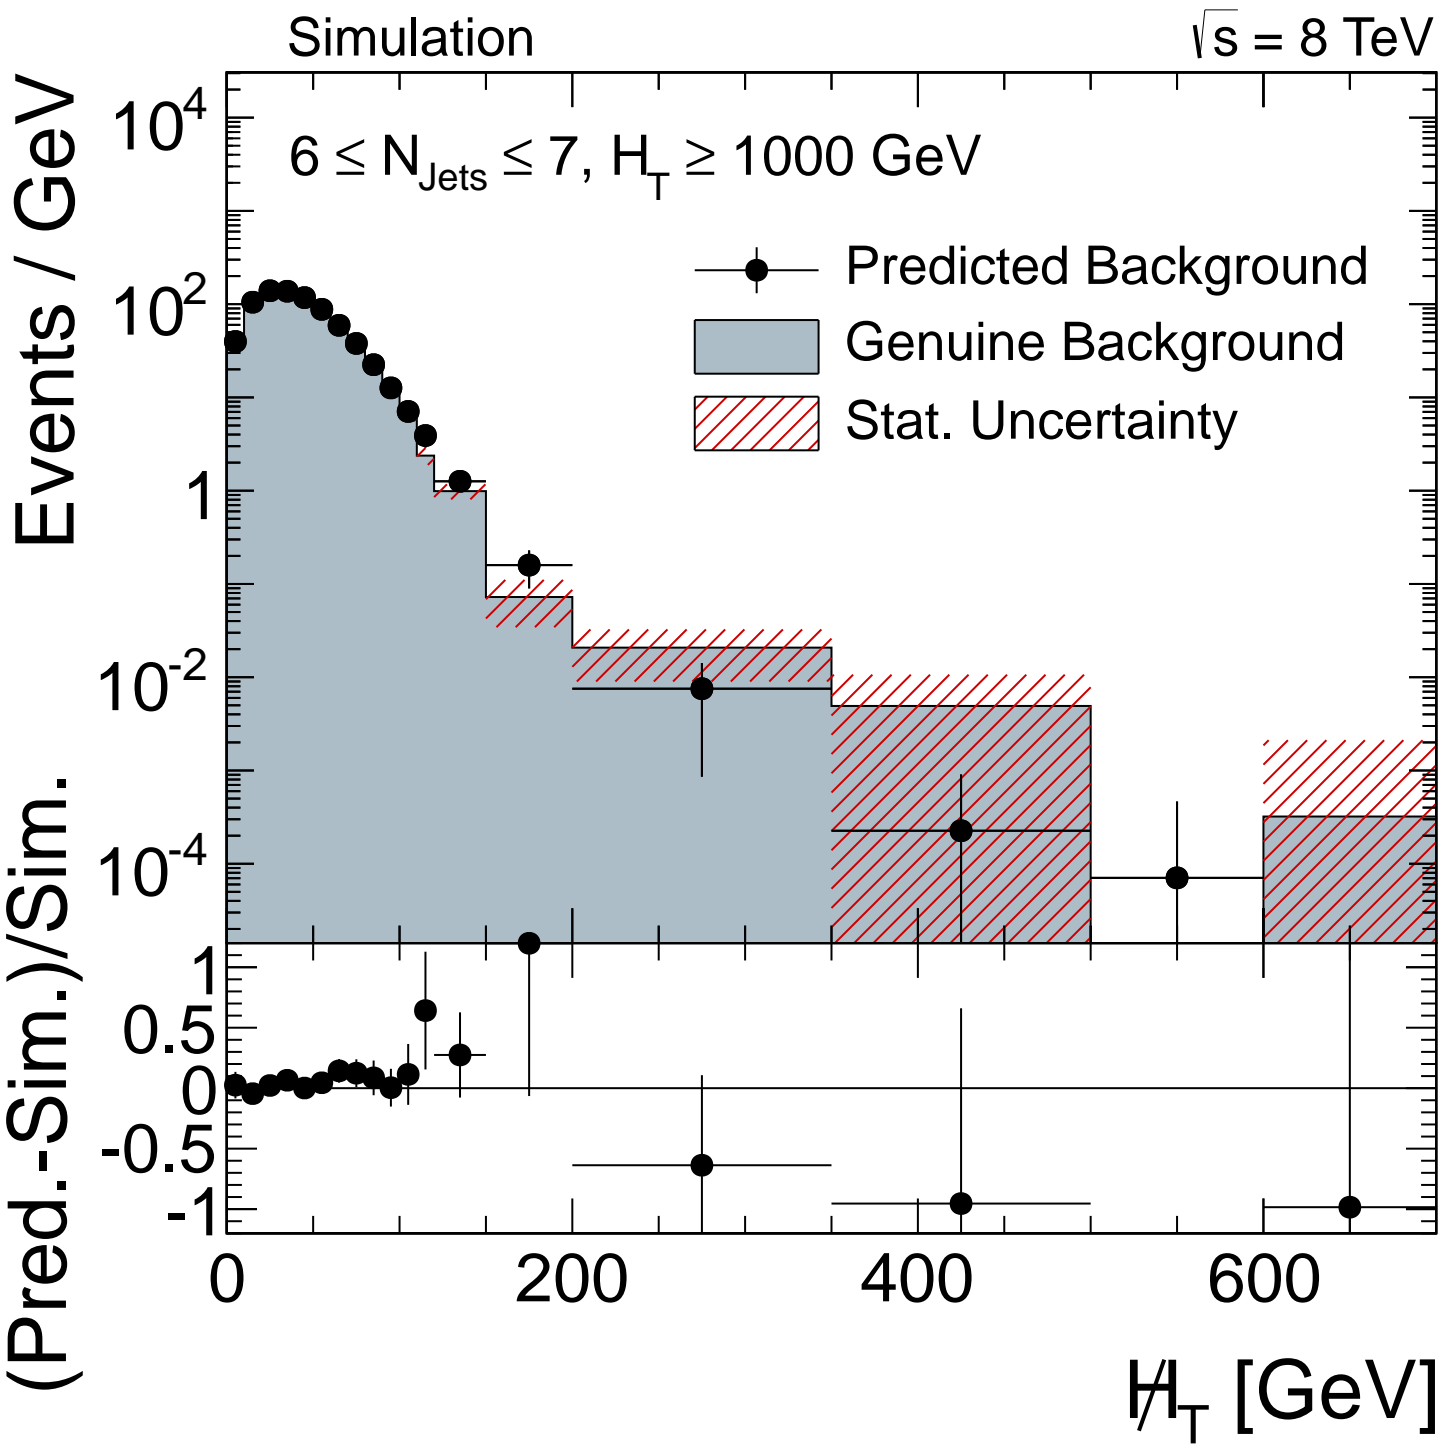 Simulation √s = 8 TeV
6 ≤ N_Jets ≤ 7, H_T ≥ 1000 GeV
Predicted Background
Genuine Background
Stat. Uncertainty
Events / GeV
10^4
10^2
1
10^-2
10^-4
(Pred.-Sim.)/Sim.
1
0.5
0
-0.5
-1
0 200 400 600
H̸_T [GeV]